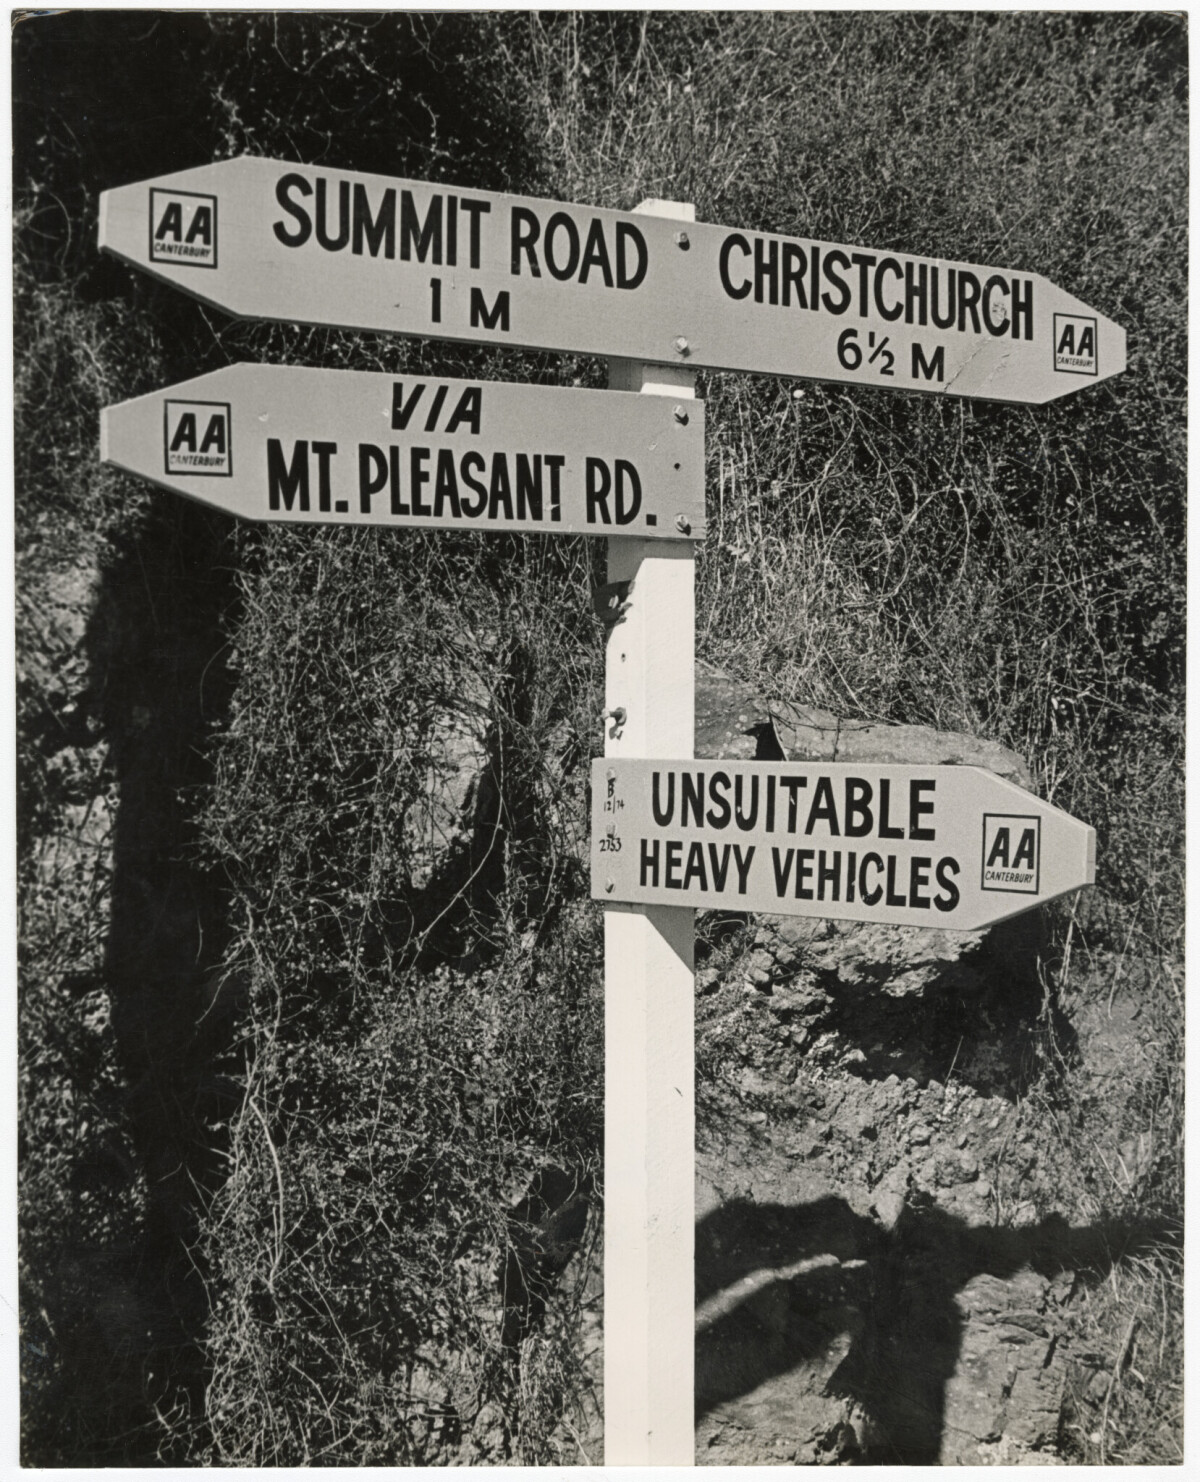 AA
CANTERBURY
SUMMIT ROAD
1 M
CHRISTCHURCH
6½ M
AA
CANTERBURY
AA
CANTERBURY
VIA
MT. PLEASANT RD.
B
12/74
2753
UNSUITABLE
HEAVY VEHICLES
AA
CANTERBURY